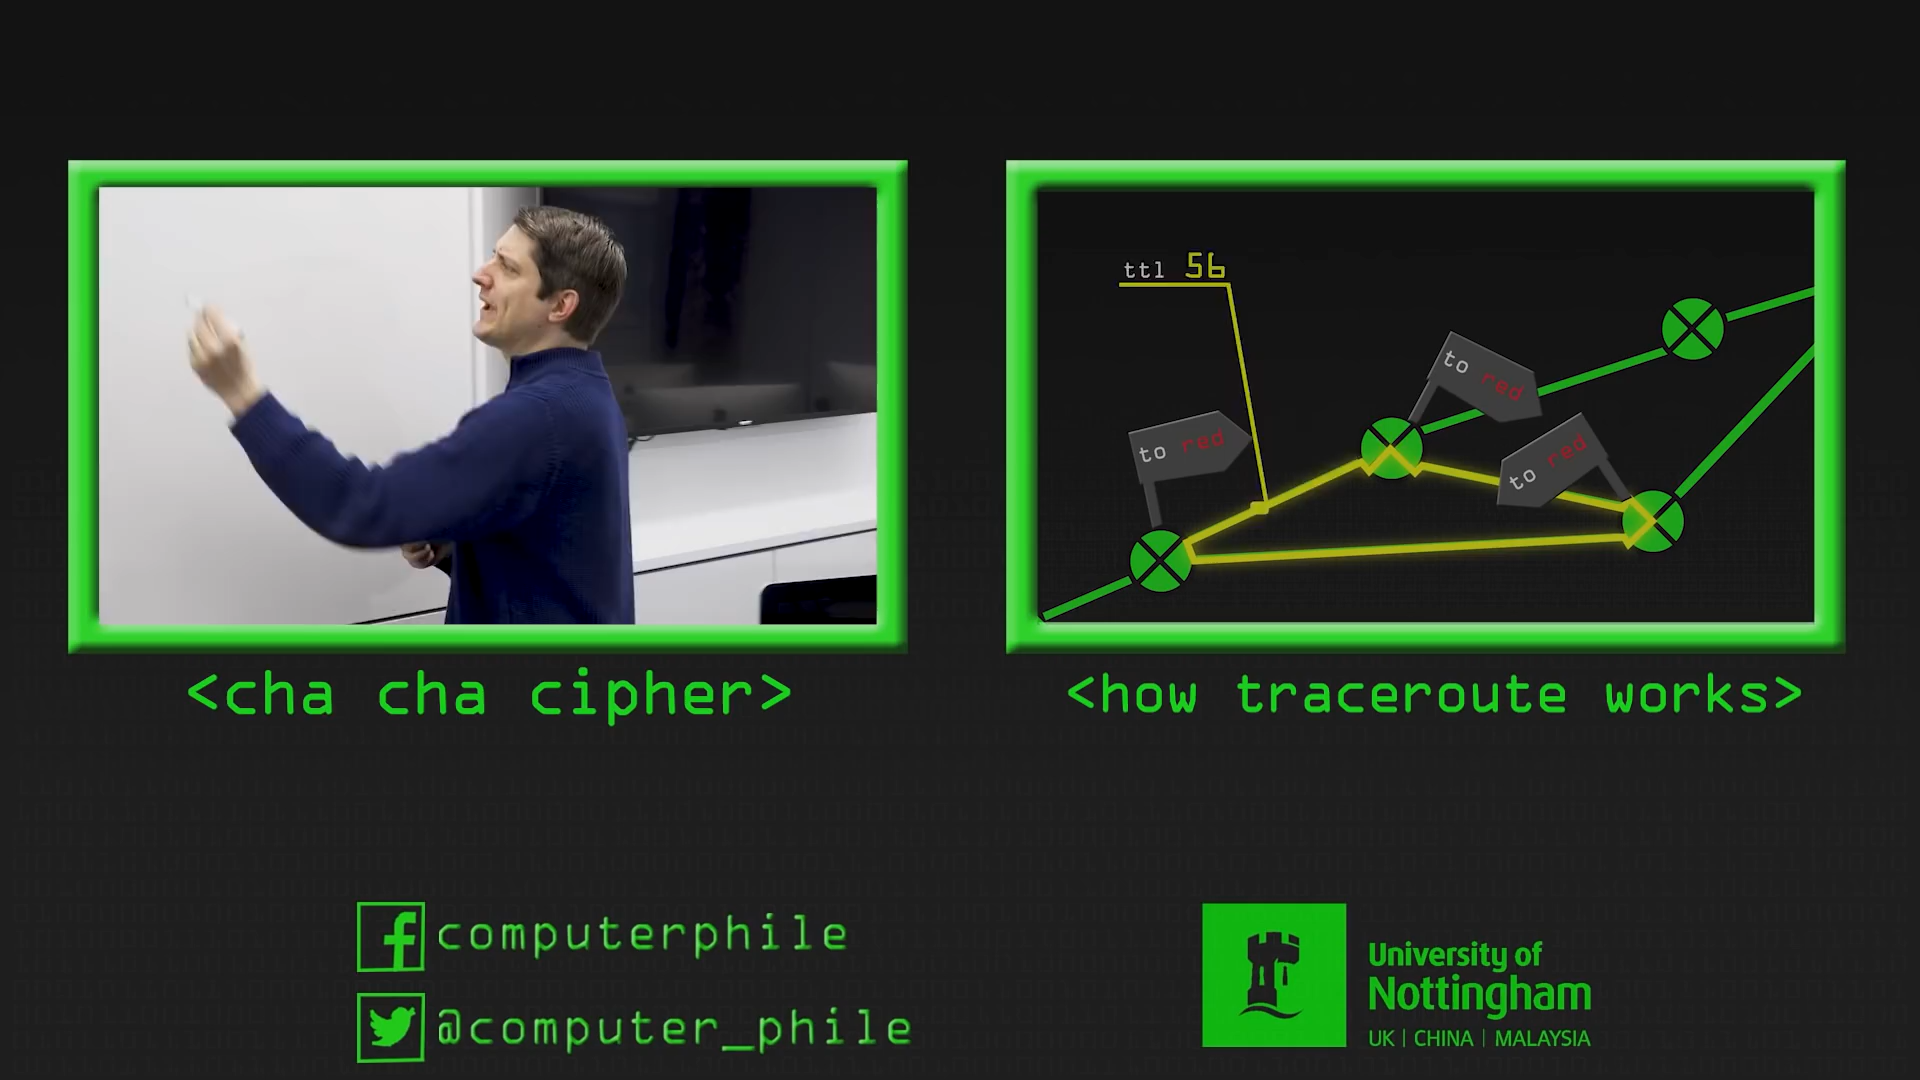 ttl 56
to red
to red
to red
<cha cha cipher>
<how traceroute works>
computerphile
@computer_phile
University of
Nottingham
UK | CHINA | MALAYSIA